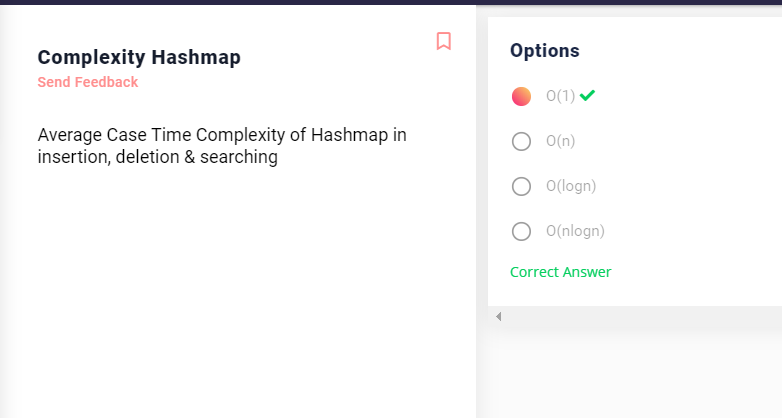 Complexity Hashmap
Send Feedback
Average Case Time Complexity of Hashmap in
insertion, deletion & searching
Options
O(1)
O(n)
O(logn)
O(nlogn)
Correct Answer